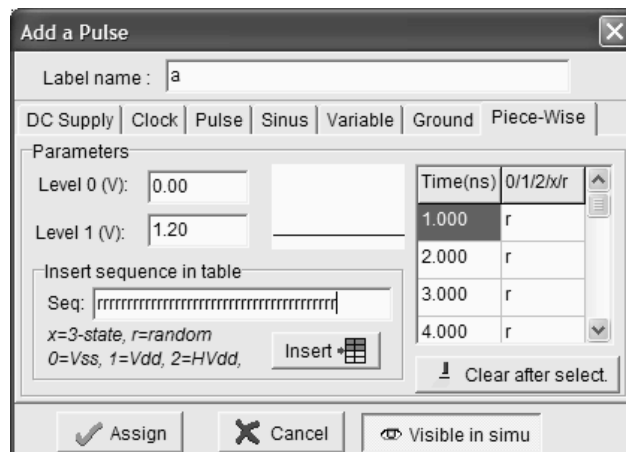 Add a Pulse
Label name : a
DC Supply Clock Pulse Sinus Variable Ground Piece-Wise
Parameters
Level 0 (V): 0.00
Level 1 (V): 1.20
Time(ns) 0/1/2/x/r
1.000 r
2.000 r
3.000 r
4.000 r
Insert sequence in table
Seq:
x=3-state, r=random
0=Vss, 1=Vdd, 2=HVdd,
Insert
Clear after select.
Assign Cancel Visible in simu